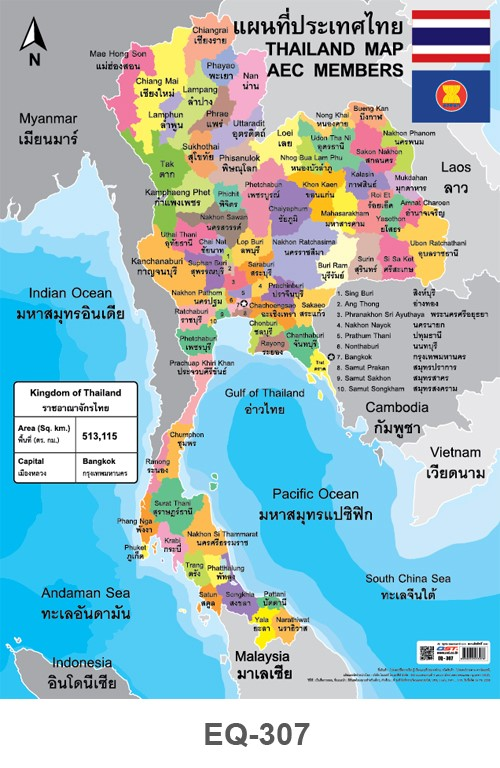 แผนที่ประเทศไทย
THAILAND MAP
AEC MEMBERS
N
Chiangrai
เชียงราย
Mae Hong Son
แม่ฮ่องสอน
Phayao
พะเยา
Nan
น่าน
Chiang Mai
เชียงใหม่
Lampang
ลำปาง
Lamphun
ลำพูน
Phrae
แพร่
Uttaradit
อุตรดิตถ์
Myanmar
เมียนมาร์
Sukhothai
สุโขทัย
Phisanulok
พิษณุโลก
Loei
เลย
Nong Kai
หนองคาย
Bueng Kan
บึงกาฬ
Udon Tha Ni
อุดรธานี
Nakhon Phanom
นครพนม
Sakon Nakhon
สกลนคร
Nhog Bua Lam Phu
หนองบัวลำภู
Laos
ลาว
Tak
ตาก
Kamphaeng Phet
กำแพงเพชร
Phichit
พิจิตร
Phetchabun
เพชรบูรณ์
Khon Kaen
ขอนแก่น
Kalasin
กาฬสินธุ์
Mukdahan
มุกดาหาร
Chaiyaphum
ชัยภูมิ
Mahasarakham
มหาสารคาม
Roi Et
ร้อยเอ็ด
Yasothon
ยโสธร
Amnat Charoen
อำนาจเจริญ
Nakhon Sawan
นครสวรรค์
Uthai Thani
อุทัยธานี
Chai Nat
ชัยนาท
Lop Buri
ลพบุรี
Nakhon Ratchasima
นครราชสีมา
Buri Ram
บุรีรัมย์
Surin
สุรินทร์
Si Sa Ket
ศรีสะเกษ
Ubon Ratchathani
อุบลราชธานี
Kanchanaburi
กาญจนบุรี
Suphan Buri
สุพรรณบุรี
Saraburi
สระบุรี
Nakhon Pathom
นครปฐม
Prachinburi
ปราจีนบุรี
Ratchaburi
ราชบุรี
Chachoengsao
ฉะเชิงเทรา
Sakaeo
สระแก้ว
Phetchaburi
เพชรบุรี
Chonburi
ชลบุรี
Rayong
ระยอง
Chanthaburi
จันทบุรี
Trat
ตราด
Prachuap Khiri Khan
ประจวบคีรีขันธ์
1. Sing Buri สิงห์บุรี
2. Ang Thong อ่างทอง
3. Phranakhon Sri Ayuthaya พระนครศรีอยุธยา
4. Nakhon Nayok นครนายก
5. Prathum Thani ปทุมธานี
6. Northaburi นนทบุรี
7. Bangkok กรุงเทพมหานคร
8. Samut Prakan สมุทรปราการ
9. Samut Sakhon สมุทรสาคร
10. Samut Songkham สมุทรสงคราม
Indian Ocean
มหาสมุทรอินเดีย
Kingdom of Thailand
ราชอาณาจักรไทย
Area (Sq. km.) 513,115
พื้นที่ (ตร. กม.)
Capital Bangkok
เมืองหลวง กรุงเทพมหานคร
Gulf of Thailand
อ่าวไทย
Cambodia
กัมพูชา
Vietnam
เวียดนาม
Chumphon
ชุมพร
Ranong
ระนอง
Pacific Ocean
มหาสมุทรแปซิฟิก
Surat Thani
สุราษฎร์ธานี
Phang Nga
พังงา
Nakhon Si Thammarat
นครศรีธรรมราช
Phuket
ภูเก็ต
Krabi
กระบี่
Trang
ตรัง
Phatthalung
พัทลุง
Satun
สตูล
Songkhla
สงขลา
Pattani
ปัตตานี
Yala
ยะลา
Narathiwat
นราธิวาส
Andaman Sea
ทะเลอันดามัน
South China Sea
ทะเลจีนใต้
Malaysia
มาเลเซีย
Indonesia
อินโดนีเซีย
EQ-307
EQ-307